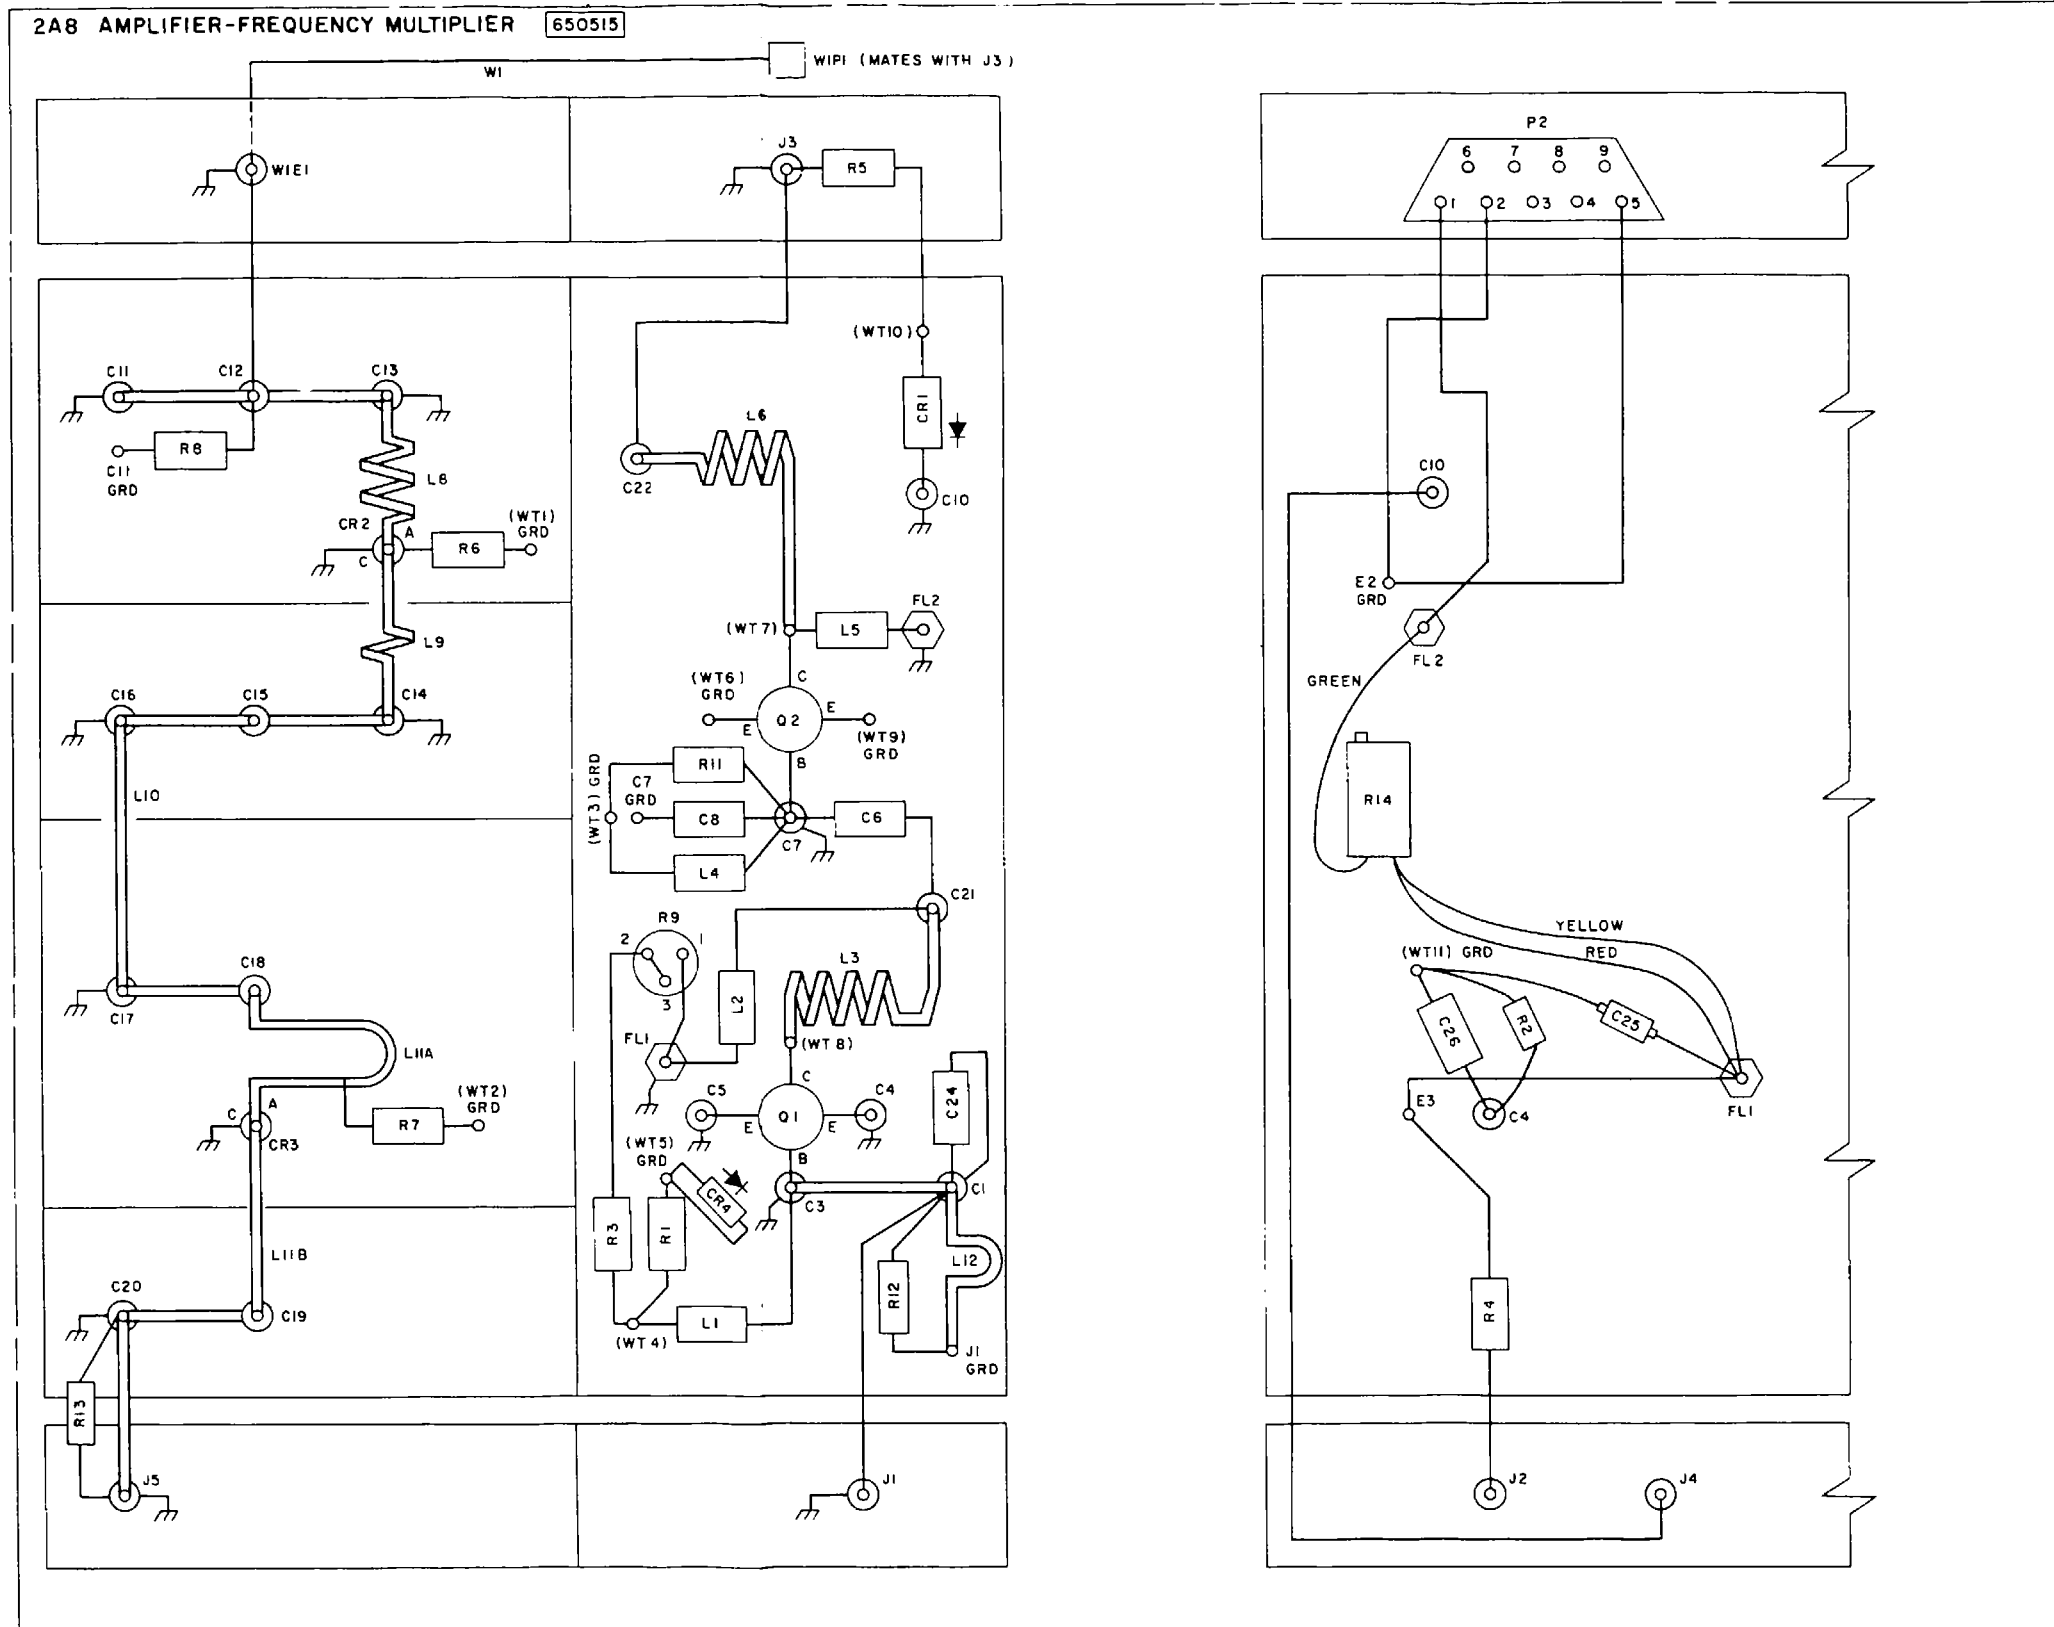 2A8 AMPLIFIER-FREQUENCY MULTIPLIER 650515
W1
W1P1 (MATES WITH J3)
W1E1
J3
R5
P2
6 7 8 9
1 2 3 4 5
(WT10)
C11
C12
C13
R8
C11
GRD
L8
CR2
A
C
R6
(WT1)
GRD
L6
C22
CR1
C10
C10
E2
GRD
FL2
GREEN
L9
C16
C15
C14
(WT7)
L5
FL2
C
(WT6)
GRD
E
Q2
E
(WT9)
GRD
B
R14
L10
(WT3) GRD
R11
C7
GRD
C8
C6
C7
L4
C21
R9
2
1
3
L3
L2
(WT8)
FL1
YELLOW
RED
(WT11) GRD
C26
R2
C25
E3
C4
FL1
C18
C17
L11A
(WT2)
GRD
C
A
R7
CR3
C5
C
C4
E
Q1
E
B
C24
(WT5)
GRD
CR4
C3
C1
R3
R1
L12
R12
L1
(WT4)
J1
GRD
L11B
C20
C19
R13
R4
J5
J1
J2
J4